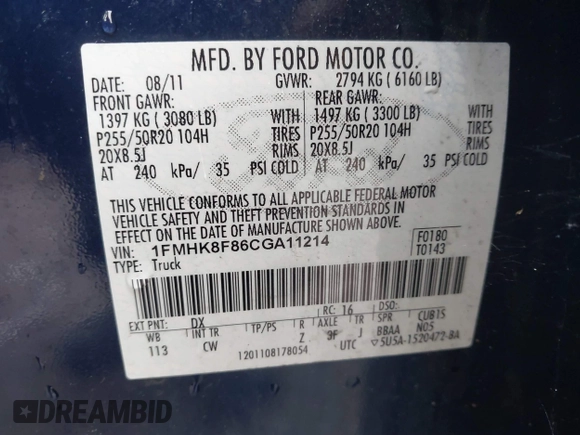 MFD. BY FORD MOTOR CO.
DATE: 08/11 GVWR: 2794 KG ( 6160 LB)
FRONT GAWR: REAR GAWR:
1397 KG ( 3080 LB) 1497 KG ( 3300 LB)
P255/50R20 104H TIRES P255/50R20 104H TIRES
20X8.5J RIMS 20X8.5J RIMS
AT 240 kPa/ 35 PSI COLD AT 240 kPa/ 35 PSI COLD
THIS VEHICLE CONFORMS TO ALL APPLICABLE FEDERAL MOTOR
VEHICLE SAFETY AND THEFT PREVENTION STANDARDS IN
EFFECT ON THE DATE OF MANUFACTURE SHOWN ABOVE.
VIN: 1FMHK8F86CGA11214 F0180
TYPE: Truck T0143
EXT PNT: DX RC: 16 DSO:
WB INT TR TP/PS R AXLE TR SPR CUB15
113 CW Z 3F J BBAA N05
1201108178054 UTC 5U5A-1520472-BA
DREAMBID